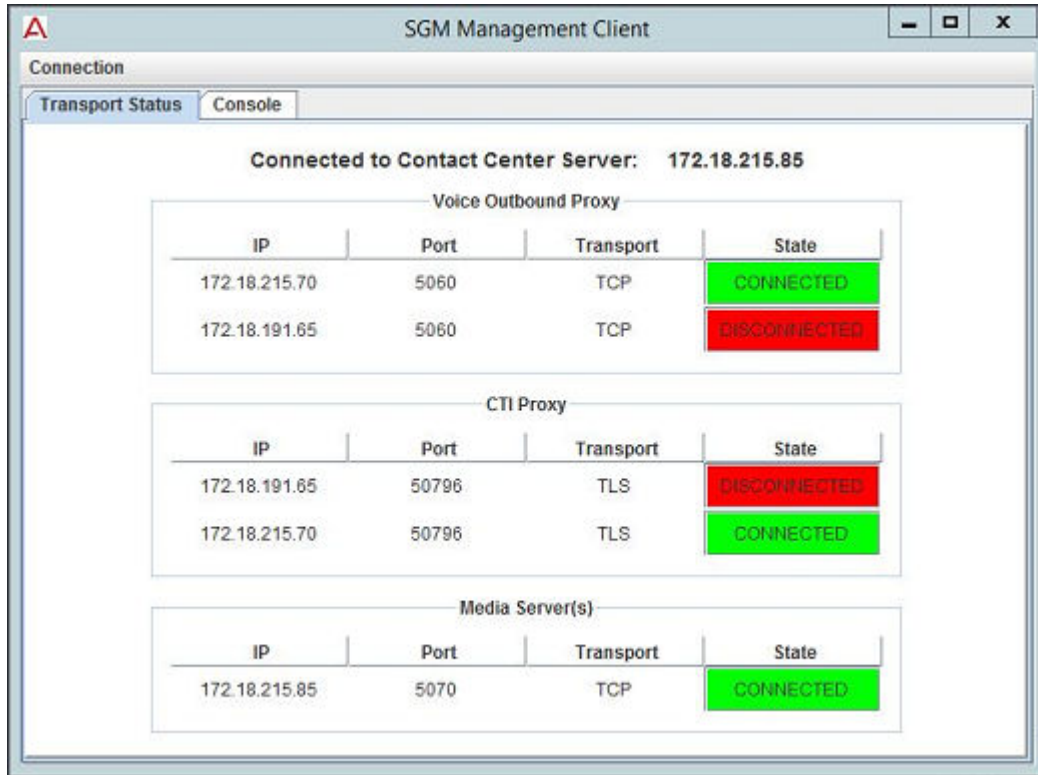 SGM Management Client
Connection
Transport Status Console
Connected to Contact Center Server: 172.18.215.85
Voice Outbound Proxy
IP Port Transport State
172.18.215.70 5060 TCP CONNECTED
172.18.191.65 5060 TCP DISCONNECTED
CTI Proxy
IP Port Transport State
172.18.191.65 50796 TLS DISCONNECTED
172.18.215.70 50796 TLS CONNECTED
Media Server(s)
IP Port Transport State
172.18.215.85 5070 TCP CONNECTED